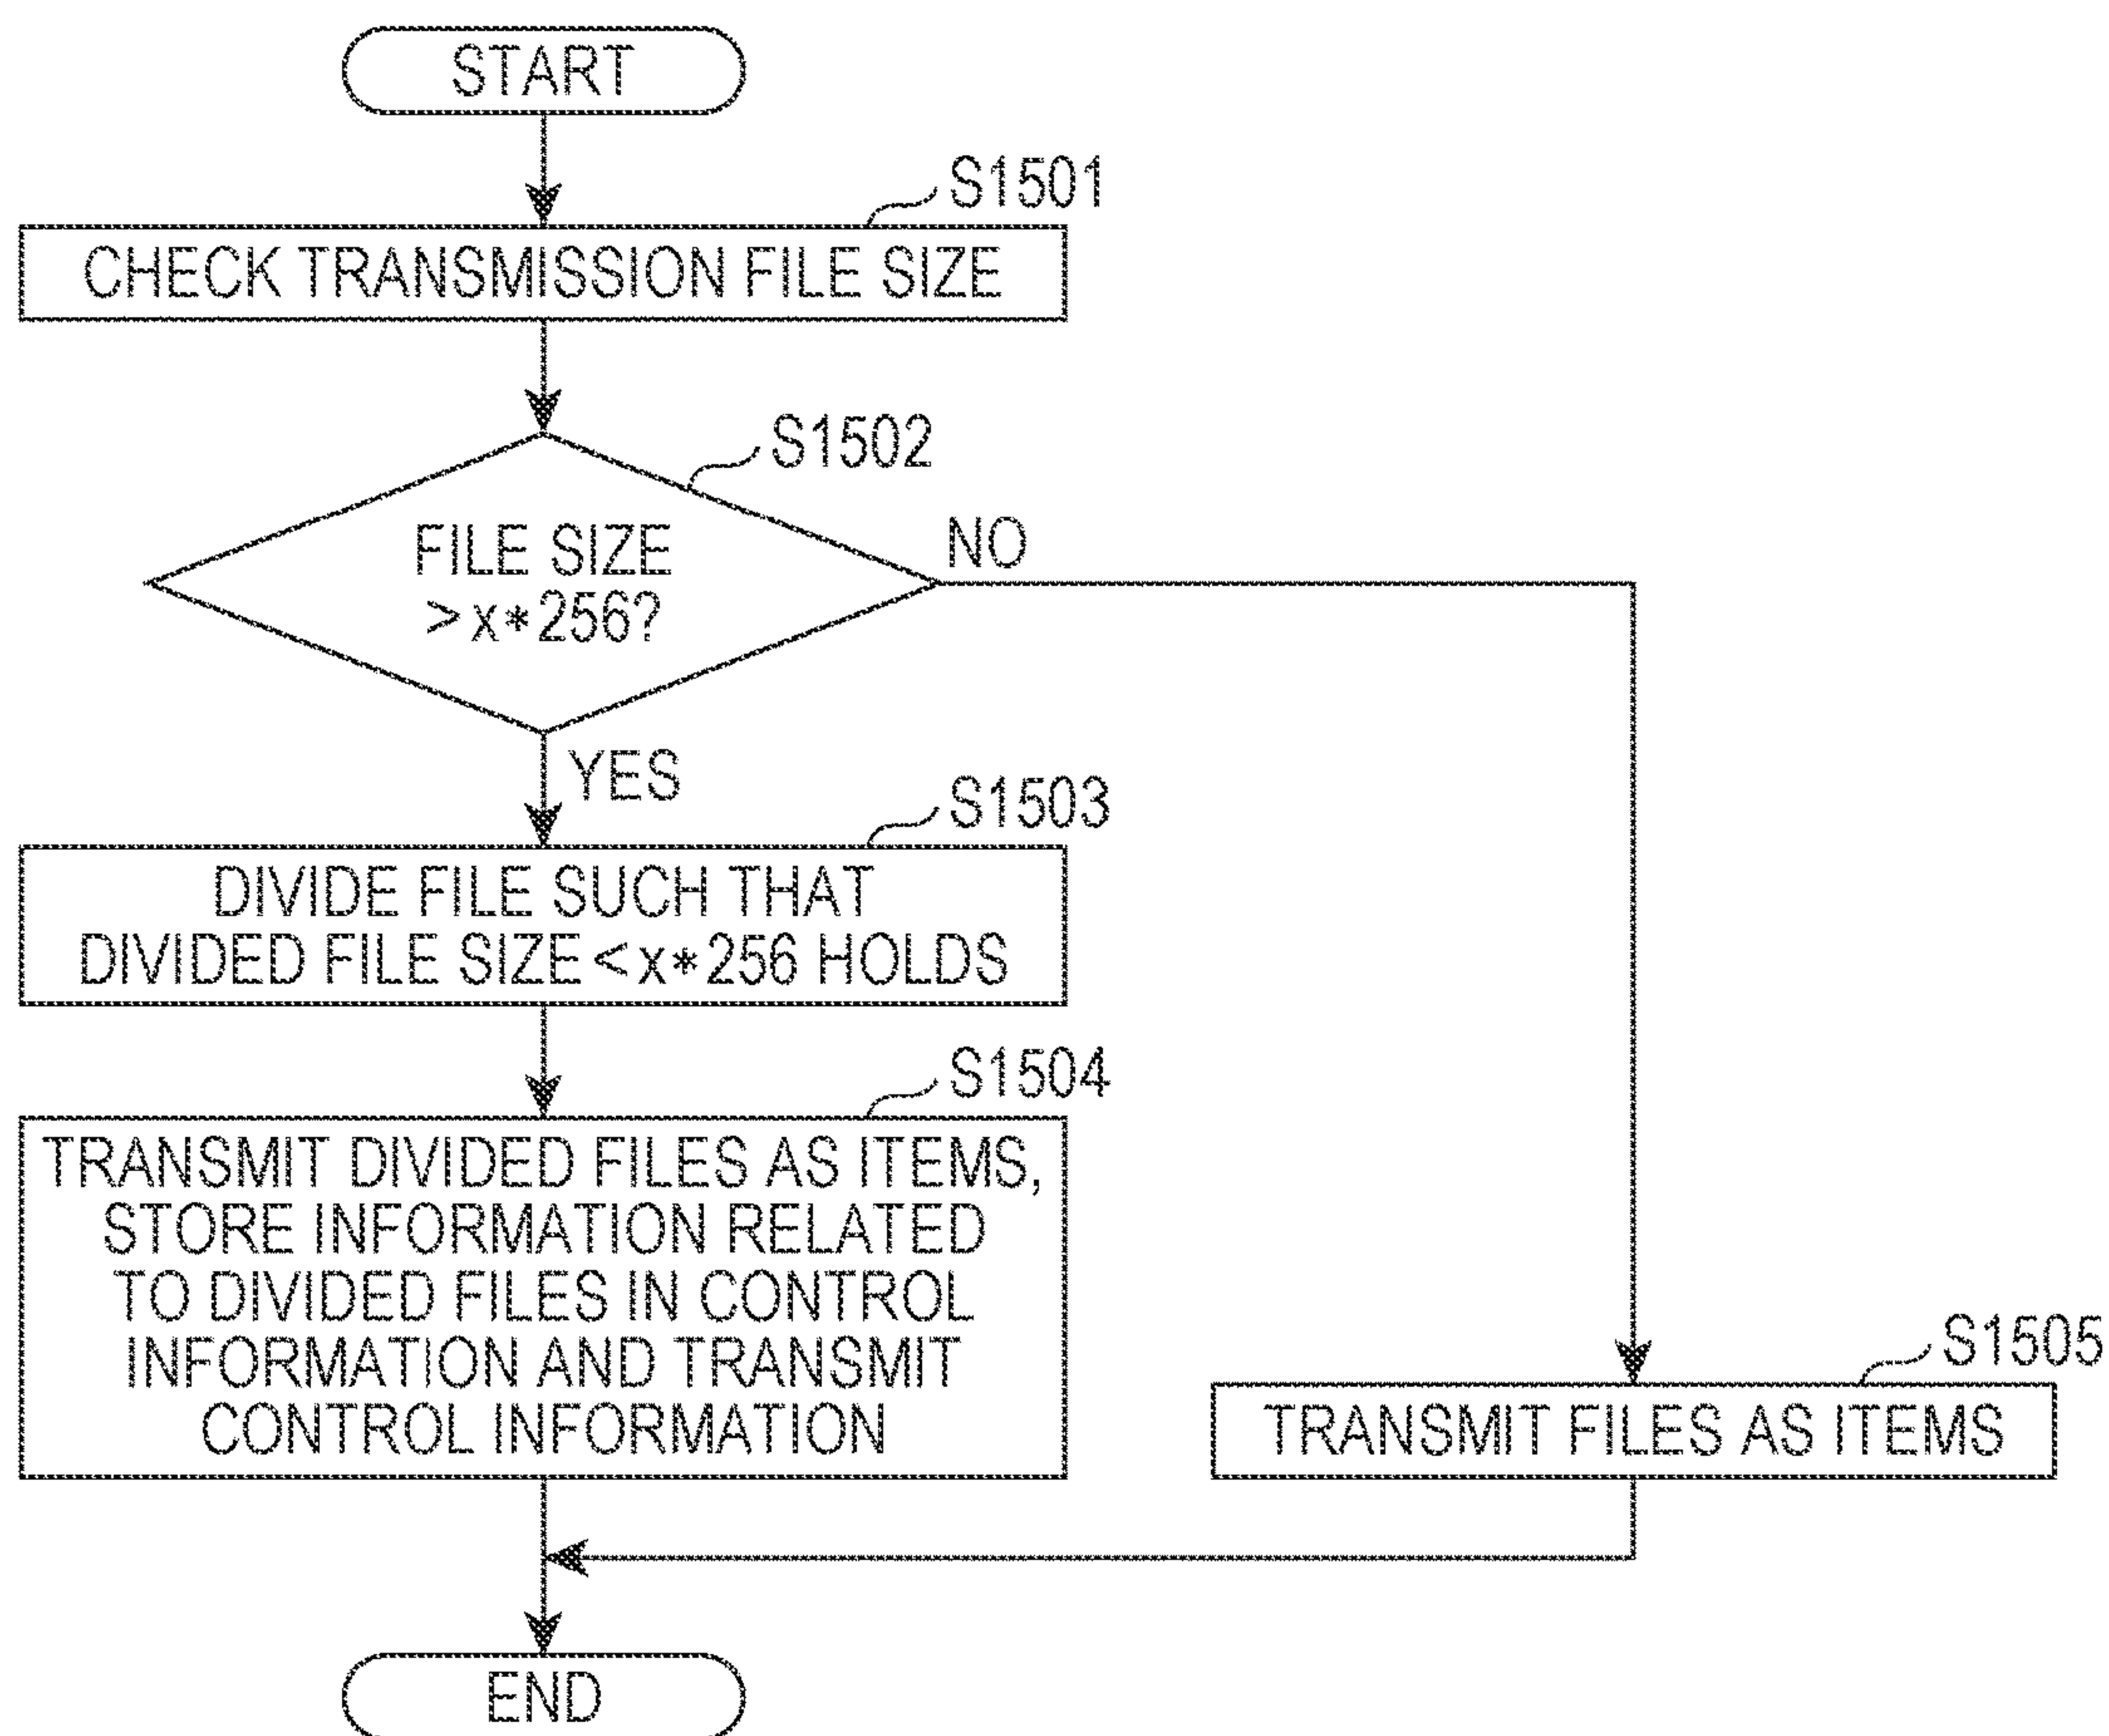 START
S1501
CHECK TRANSMISSION FILE SIZE
S1502
FILE SIZE
>x*256?
NO
YES
S1503
DIVIDE FILE SUCH THAT
DIVIDED FILE SIZE<x*256 HOLDS
S1504
TRANSMIT DIVIDED FILES AS ITEMS,
STORE INFORMATION RELATED
TO DIVIDED FILES IN CONTROL
INFORMATION AND TRANSMIT
CONTROL INFORMATION
S1505
TRANSMIT FILES AS ITEMS
END